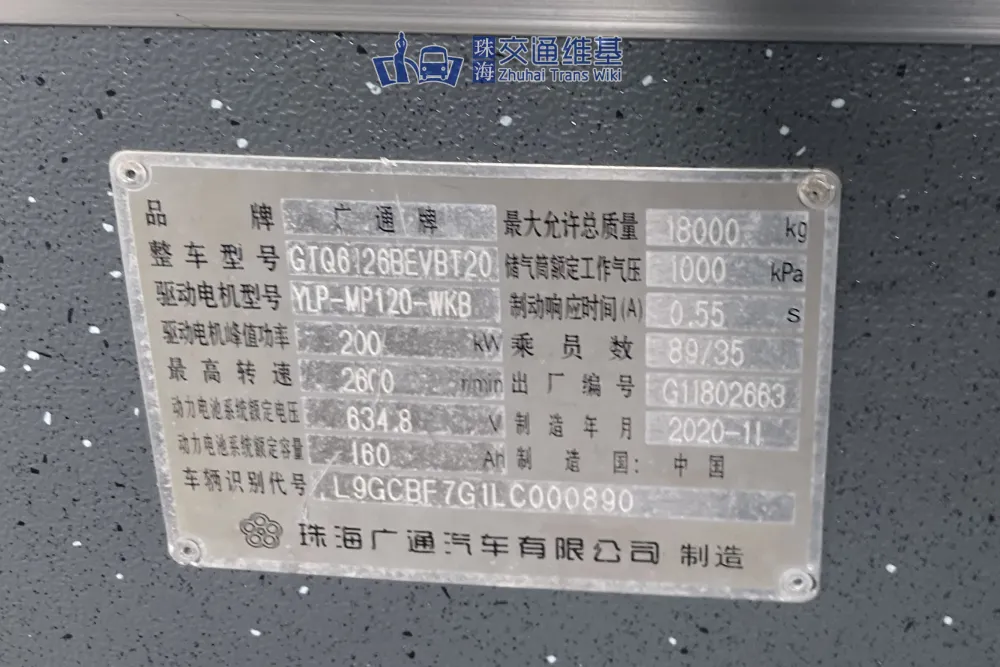 珠海 交通维基
Zhuhai Trans Wiki
品牌 广通牌 最大允许总质量 18000 kg
整车型号 GTQ6126BEVBT20 储气筒额定工作气压 1000 kPa
驱动电机型号 YLP-MP120-WKB 制动响应时间(A) 0.55 s
驱动电机峰值功率 200 kW 乘员数 89/35
最高转速 2600 r/min 出厂编号 G11802663
动力电池系统额定电压 634.8 V 制造年月 2020-11
动力电池系统额定容量 160 Ah 制造国: 中国
车辆识别代号 L9GCBF7G1LC000890
珠海广通汽车有限公司 制造